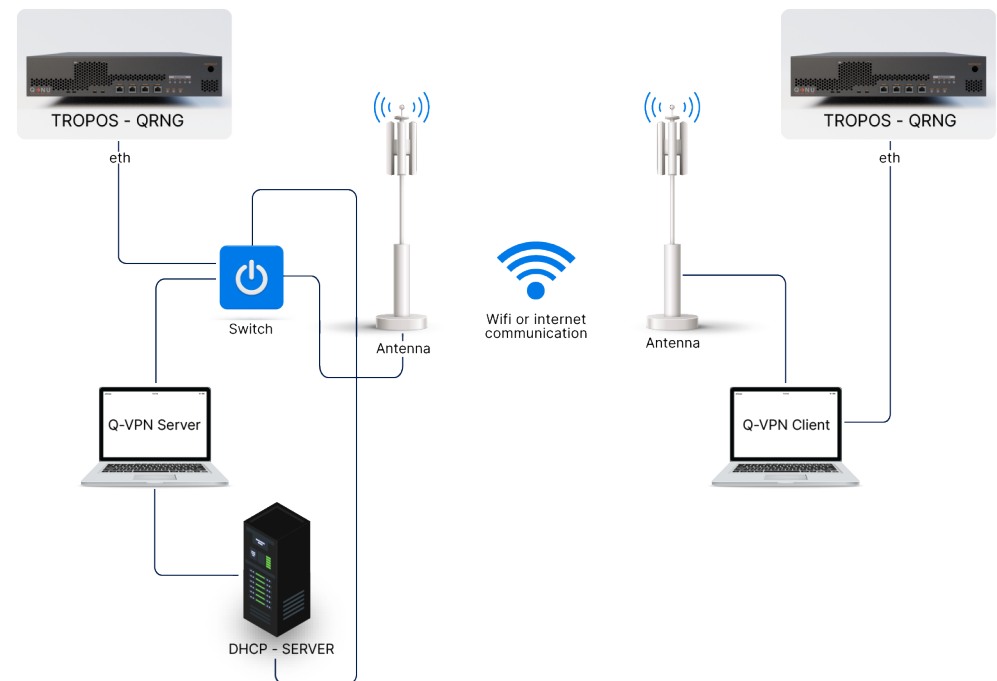 TROPOS - QRNG
TROPOS - QRNG
eth
eth
Switch
Wifi or internet
communication
Antenna
Antenna
Q-VPN Server
Q-VPN Client
DHCP - SERVER